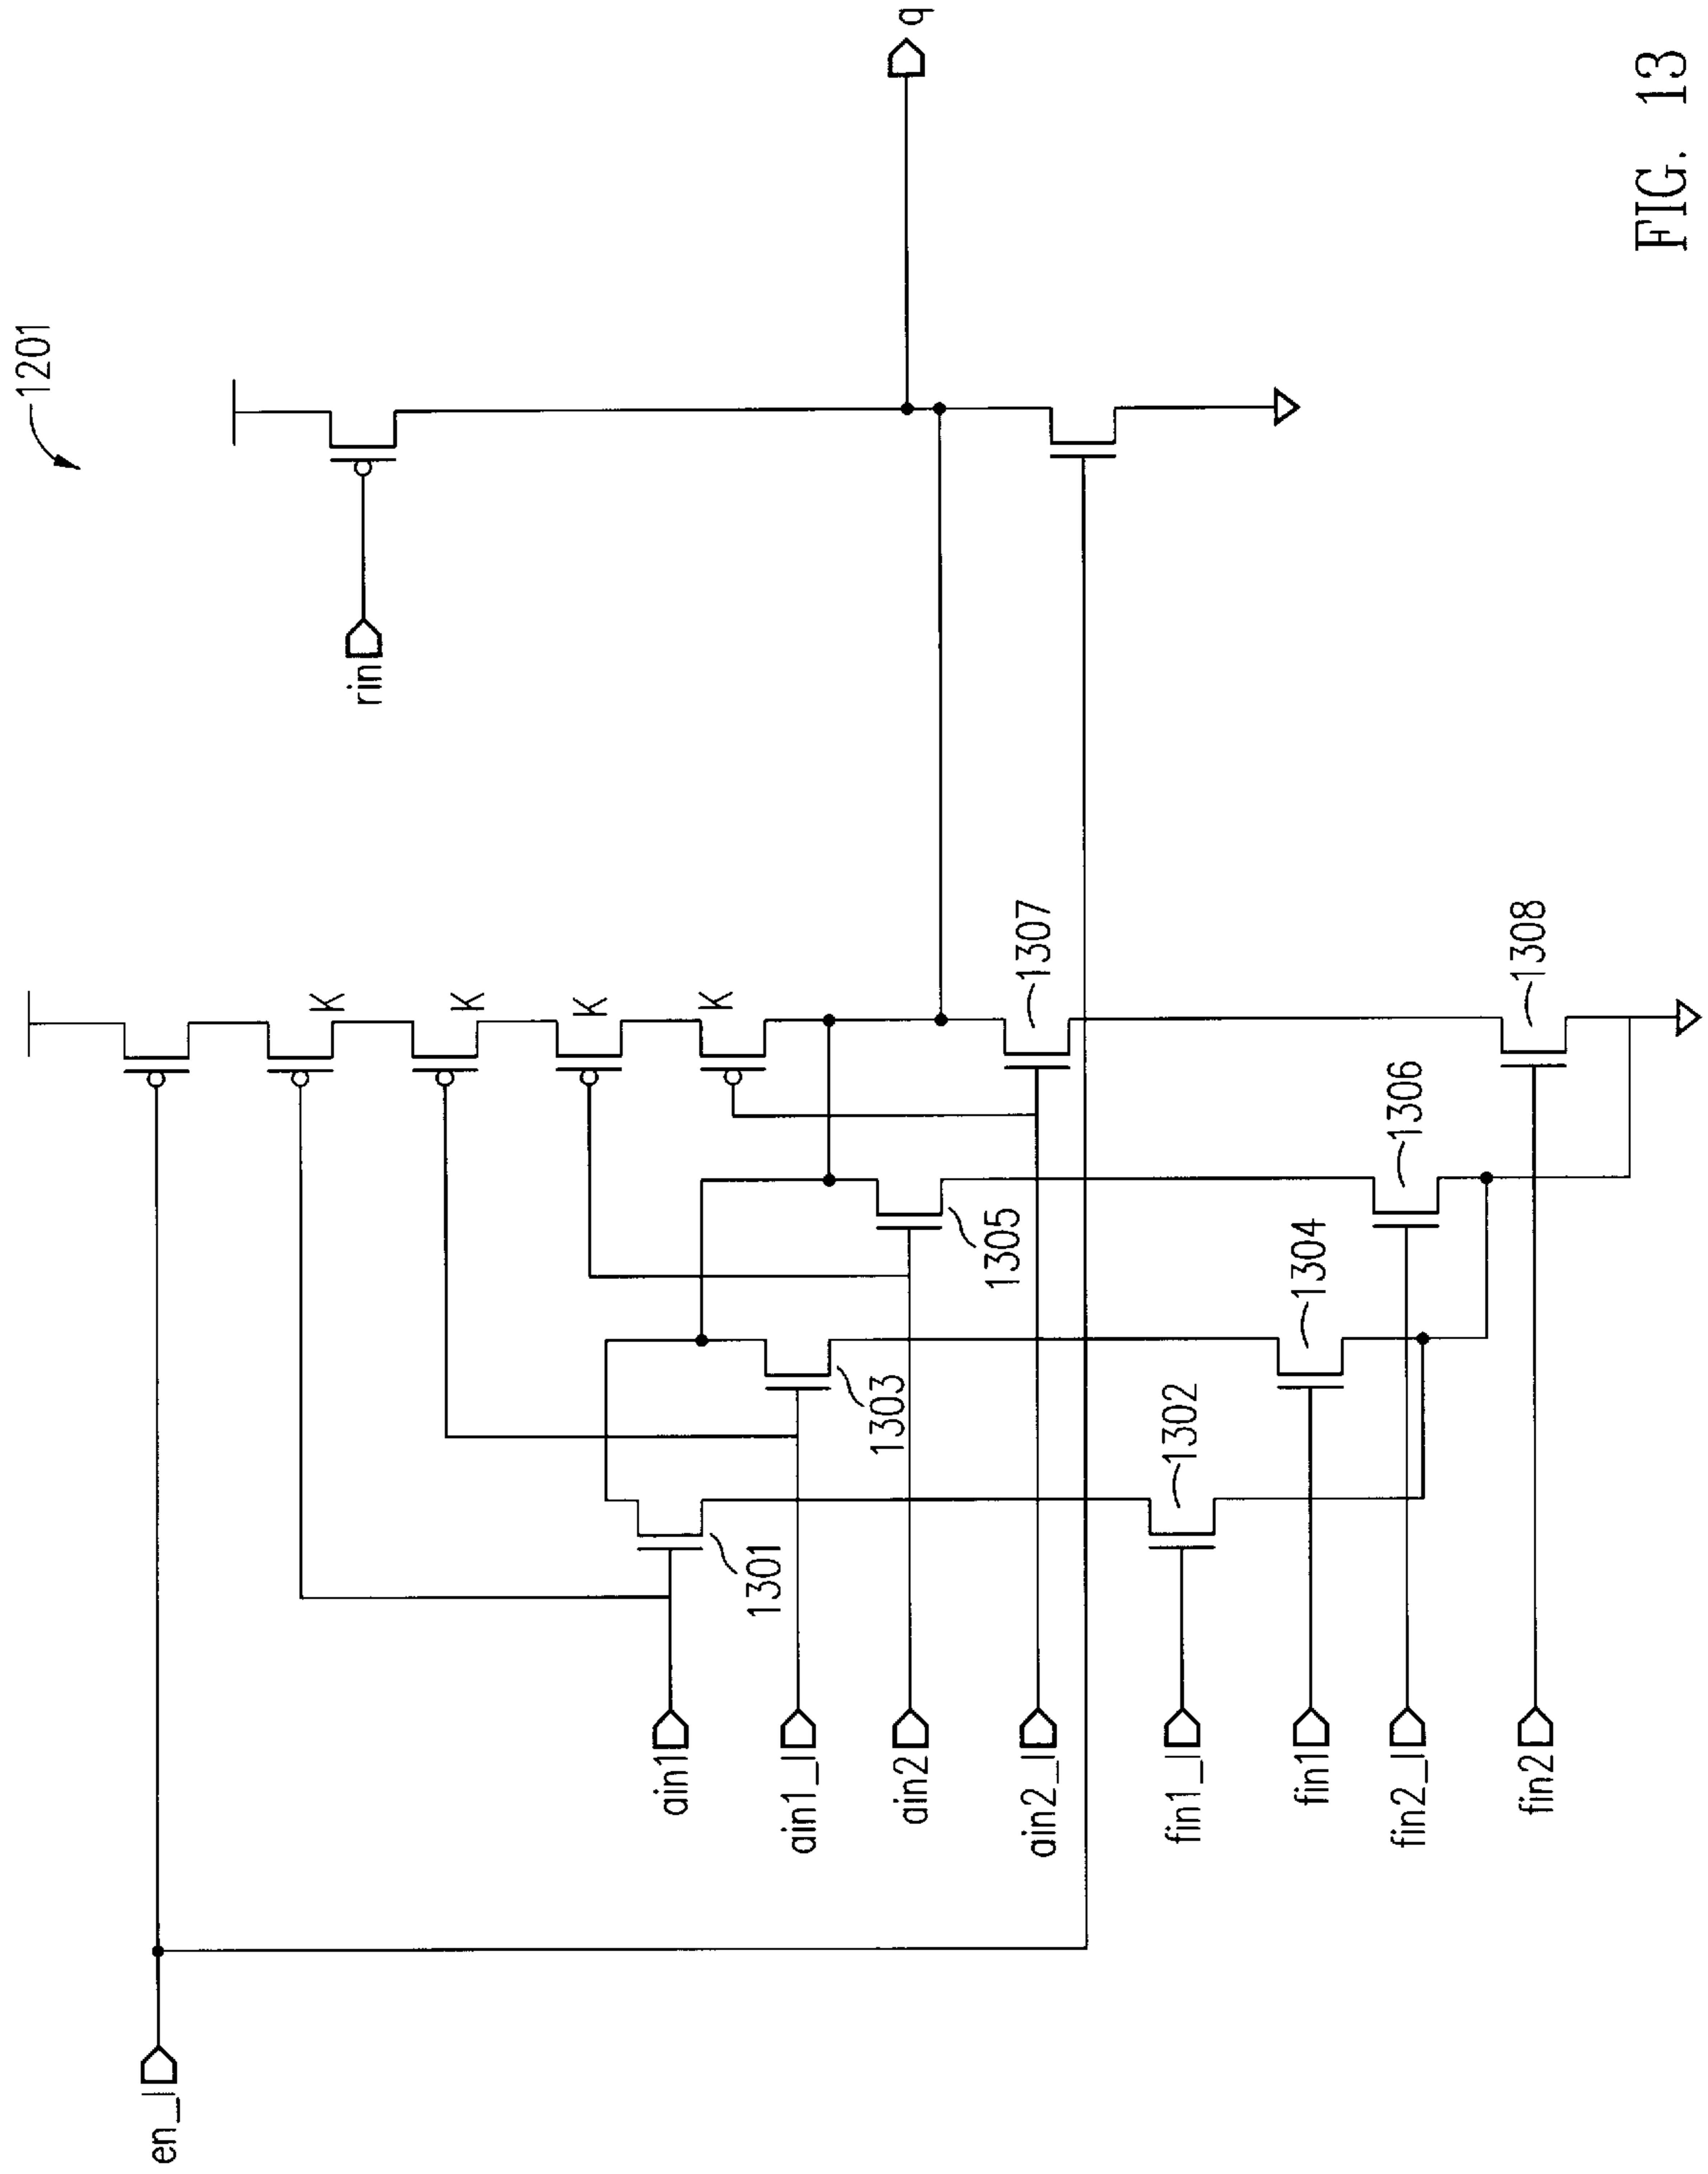 1201
rin
q
K
K
K
K
1307
1308
1306
1305
1304
1303
1302
1301
en_l
ain1
ain1_l
ain2
ain2_l
fin1_l
fin1
fin2_l
fin2
FIG. 13